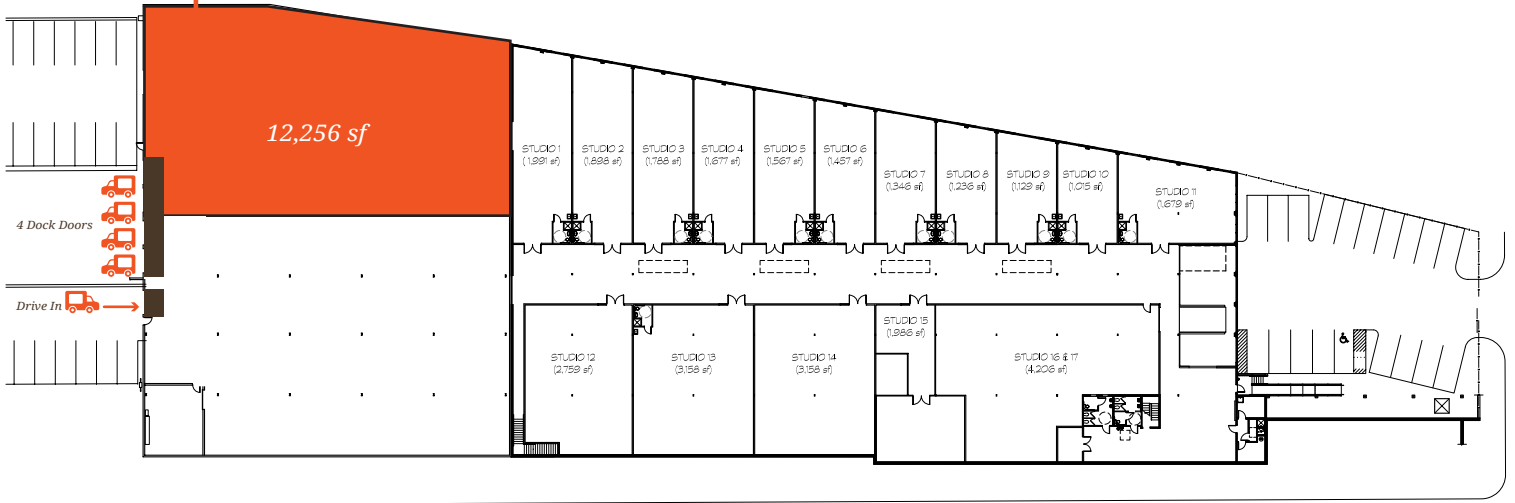 12,256 sf
4 Dock Doors
Drive In
STUDIO 1
(1,991 sf)
STUDIO 2
(1,898 sf)
STUDIO 3
(1,788 sf)
STUDIO 4
(1,677 sf)
STUDIO 5
(1,567 sf)
STUDIO 6
(1,457 sf)
STUDIO 7
(1,346 sf)
STUDIO 8
(1,236 sf)
STUDIO 9
(1,129 sf)
STUDIO 10
(1,015 sf)
STUDIO 11
(1,679 sf)
STUDIO 12
(2,759 sf)
STUDIO 13
(3,158 sf)
STUDIO 14
(3,158 sf)
STUDIO 15
(1,986 sf)
STUDIO 16 & 17
(4,206 sf)